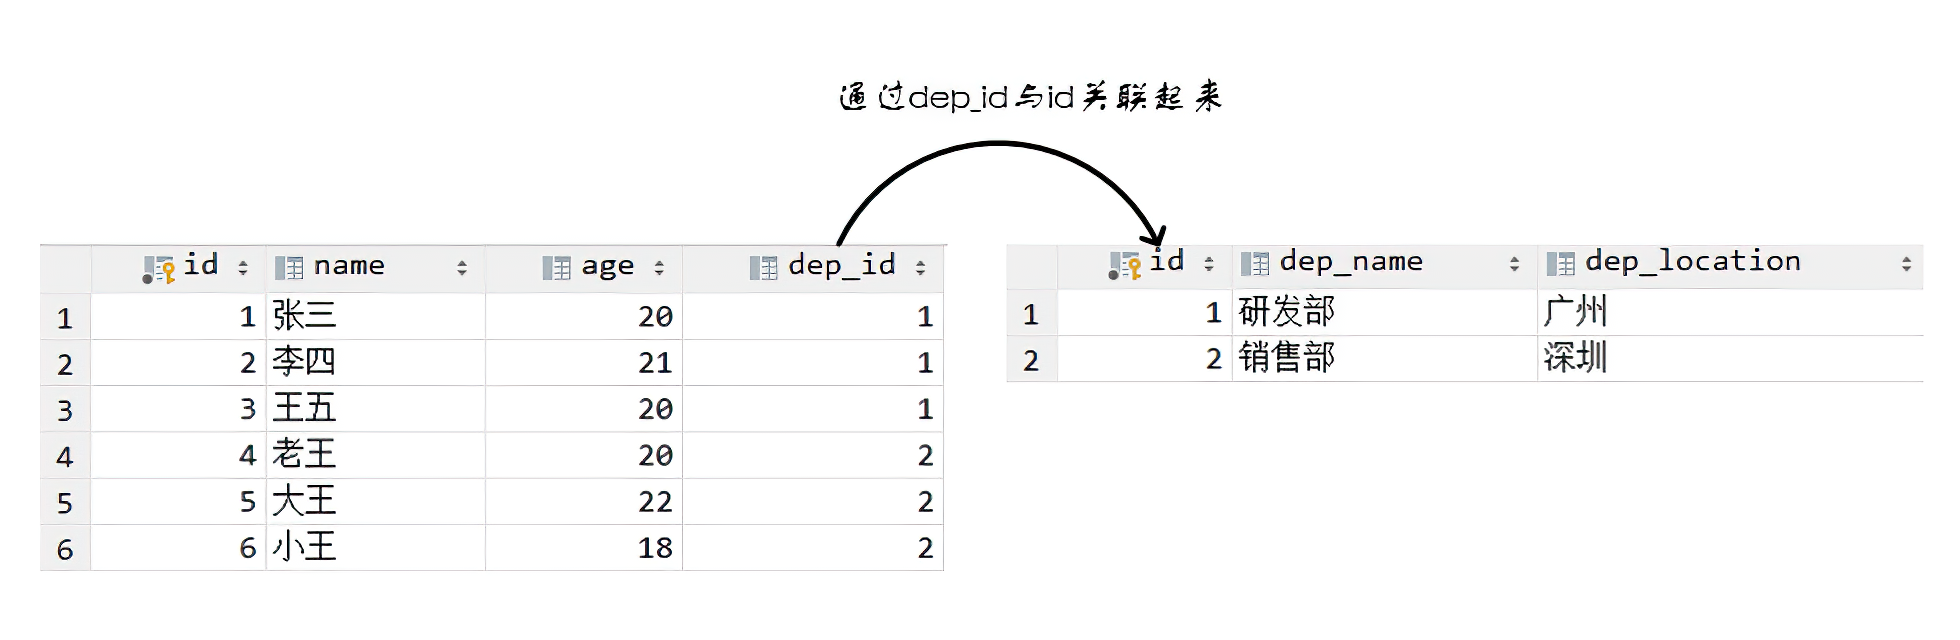 通过dep_id与id关联起来
id name age dep_id
1 1 张三 20 1
2 2 李四 21 1
3 3 王五 20 1
4 4 老王 20 2
5 5 大王 22 2
6 6 小王 18 2
id dep_name dep_location
1 1 研发部 广州
2 2 销售部 深圳